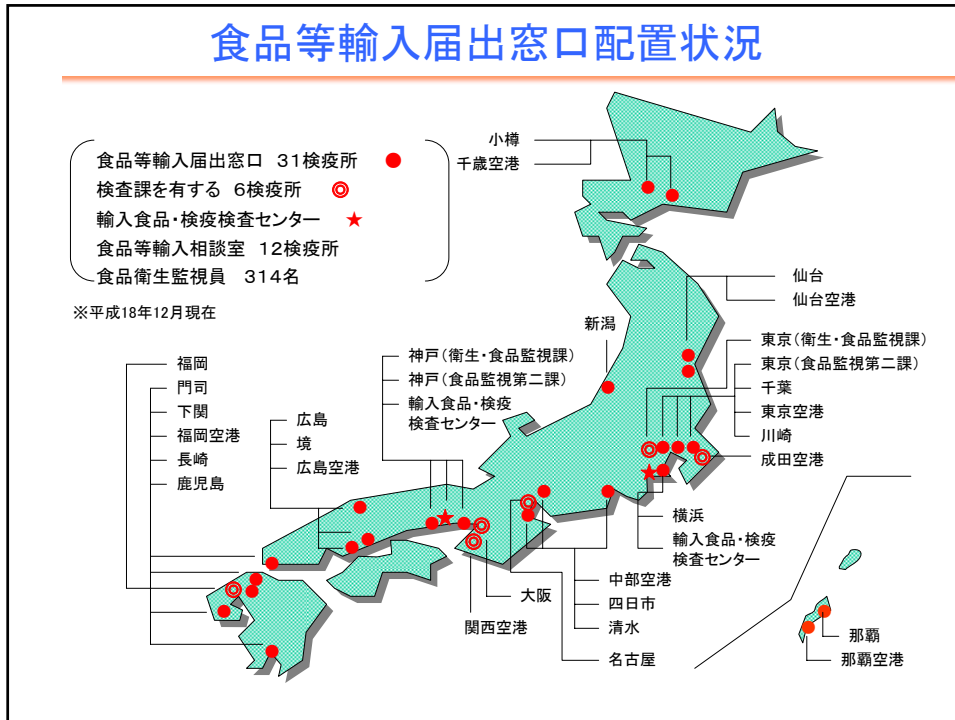 食品等輸入届出窓口配置状況
食品等輸入届出窓口 31検疫所 ●
検査課を有する 6検疫所 ◎
輸入食品・検疫検査センター ★
食品等輸入相談室 12検疫所
食品衛生監視員 314名
※平成18年12月現在
小樽
千歳空港
仙台
仙台空港
新潟
東京(衛生・食品監視課)
東京(食品監視第二課)
千葉
東京空港
川崎
成田空港
神戸(衛生・食品監視課)
神戸(食品監視第二課)
輸入食品・検疫
検査センター
福岡
門司
下関
福岡空港
長崎
鹿児島
広島
境
広島空港
横浜
輸入食品・検疫
検査センター
中部空港
四日市
清水
名古屋
大阪
関西空港
那覇
那覇空港